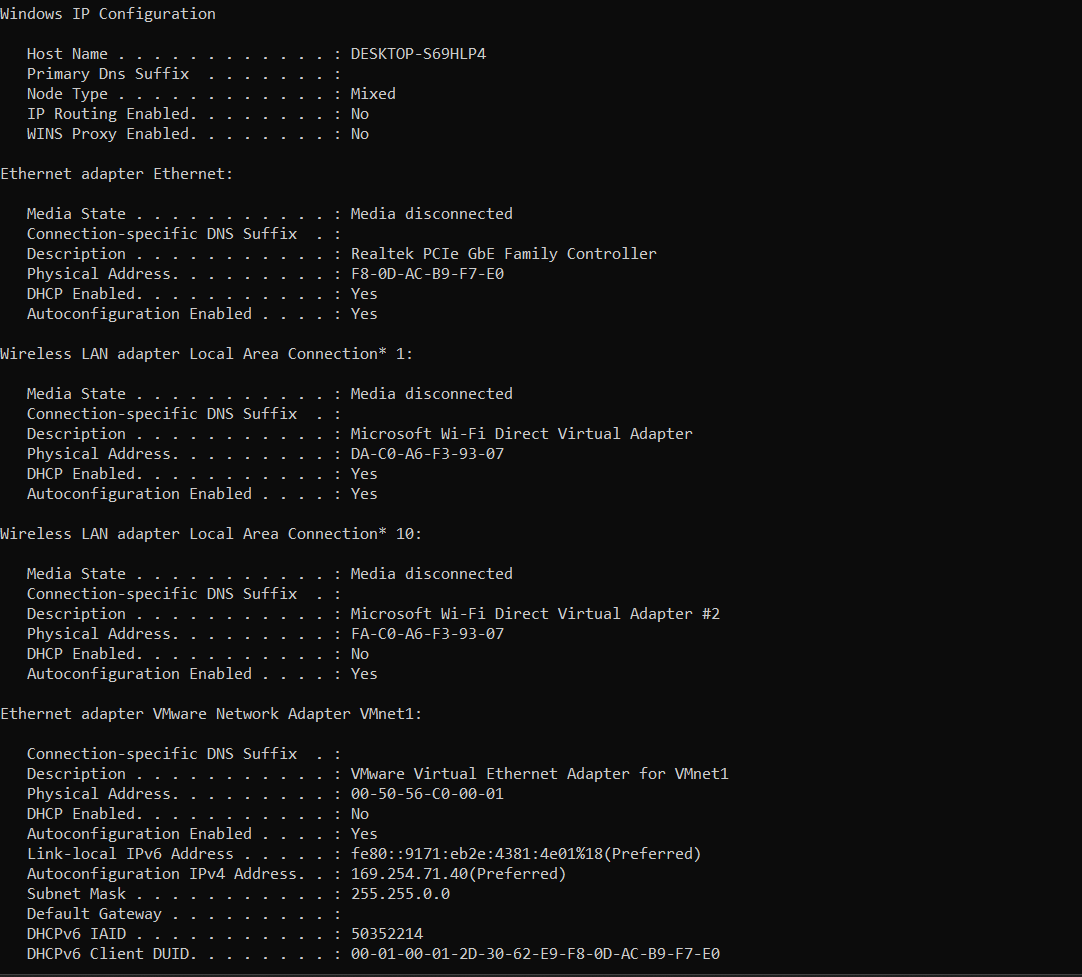 Windows IP Configuration
Host Name . . . . . . . . . . . . : DESKTOP-S69HLP4
Primary Dns Suffix  . . . . . . . :
Node Type . . . . . . . . . . . . : Mixed
IP Routing Enabled. . . . . . . . : No
WINS Proxy Enabled. . . . . . . . : No
Ethernet adapter Ethernet:
Media State . . . . . . . . . . . : Media disconnected
Connection-specific DNS Suffix  . :
Description . . . . . . . . . . . : Realtek PCIe GbE Family Controller
Physical Address. . . . . . . . . : F8-0D-AC-B9-F7-E0
DHCP Enabled. . . . . . . . . . . : Yes
Autoconfiguration Enabled . . . . : Yes
Wireless LAN adapter Local Area Connection* 1:
Media State . . . . . . . . . . . : Media disconnected
Connection-specific DNS Suffix  . :
Description . . . . . . . . . . . : Microsoft Wi-Fi Direct Virtual Adapter
Physical Address. . . . . . . . . : DA-C0-A6-F3-93-07
DHCP Enabled. . . . . . . . . . . : Yes
Autoconfiguration Enabled . . . . : Yes
Wireless LAN adapter Local Area Connection* 10:
Media State . . . . . . . . . . . : Media disconnected
Connection-specific DNS Suffix  . :
Description . . . . . . . . . . . : Microsoft Wi-Fi Direct Virtual Adapter #2
Physical Address. . . . . . . . . : FA-C0-A6-F3-93-07
DHCP Enabled. . . . . . . . . . . : No
Autoconfiguration Enabled . . . . : Yes
Ethernet adapter VMware Network Adapter VMnet1:
Connection-specific DNS Suffix  . :
Description . . . . . . . . . . . : VMware Virtual Ethernet Adapter for VMnet1
Physical Address. . . . . . . . . : 00-50-56-C0-00-01
DHCP Enabled. . . . . . . . . . . : No
Autoconfiguration Enabled . . . . : Yes
Link-local IPv6 Address . . . . . : fe80::9171:eb2e:4381:4e01%18(Preferred)
Autoconfiguration IPv4 Address. . : 169.254.71.40(Preferred)
Subnet Mask . . . . . . . . . . . : 255.255.0.0
Default Gateway . . . . . . . . . :
DHCPv6 IAID . . . . . . . . . . . : 50352214
DHCPv6 Client DUID. . . . . . . . : 00-01-00-01-2D-30-62-E9-F8-0D-AC-B9-F7-E0